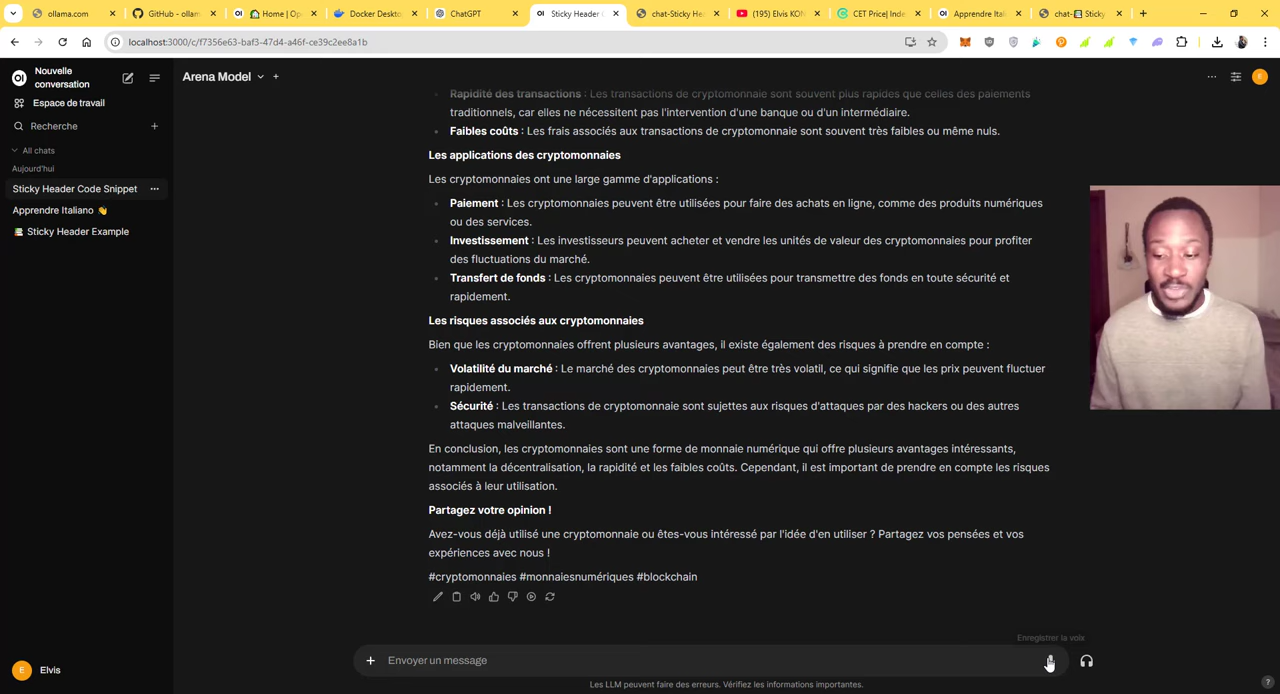 ollama.com
GitHub - ollam
Home | Op
Docker Deskto
ChatGPT
Sticky Header
chat-Sticky He
(195) Elvis KON
CET Price| Inde
Apprendre Itali
chat- Sticky
localhost:3000/c/f7356e63-baf3-47d4-a46f-ce39c2ee8a1b
OI
Nouvelle
conversation
Arena Model
E
Espace de travail
Recherche
All chats
Aujourd'hui
Sticky Header Code Snippet
Apprendre Italiano
Sticky Header Example
Rapidité des transactions : Les transactions de cryptomonnaie sont souvent plus rapides que celles des paiements
traditionnels, car elles ne nécessitent pas l'intervention d'une banque ou d'un intermédiaire.
Faibles coûts : Les frais associés aux transactions de cryptomonnaie sont souvent très faibles ou même nuls.
Les applications des cryptomonnaies
Les cryptomonnaies ont une large gamme d'applications :
Paiement : Les cryptomonnaies peuvent être utilisées pour faire des achats en ligne, comme des produits numériques
ou des services.
Investissement : Les investisseurs peuvent acheter et vendre les unités de valeur des cryptomonnaies pour profiter
des fluctuations du marché.
Transfert de fonds : Les cryptomonnaies peuvent être utilisées pour transmettre des fonds en toute sécurité et
rapidement.
Les risques associés aux cryptomonnaies
Bien que les cryptomonnaies offrent plusieurs avantages, il existe également des risques à prendre en compte :
Volatilité du marché : Le marché des cryptomonnaies peut être très volatil, ce qui signifie que les prix peuvent fluctuer
rapidement.
Sécurité : Les transactions de cryptomonnaie sont sujettes aux risques d'attaques par des hackers ou des autres
attaques malveillantes.
En conclusion, les cryptomonnaies sont une forme de monnaie numérique qui offre plusieurs avantages intéressants,
notamment la décentralisation, la rapidité et les faibles coûts. Cependant, il est important de prendre en compte les risques
associés à leur utilisation.
Partagez votre opinion !
Avez-vous déjà utilisé une cryptomonnaie ou êtes-vous intéressé par l'idée d'en utiliser ? Partagez vos pensées et vos
expériences avec nous !
#cryptomonnaies #monnaiesnumériques #blockchain
Enregistrer la voix
Envoyer un message
E Elvis
Les LLM peuvent faire des erreurs. Vérifiez les informations importantes.